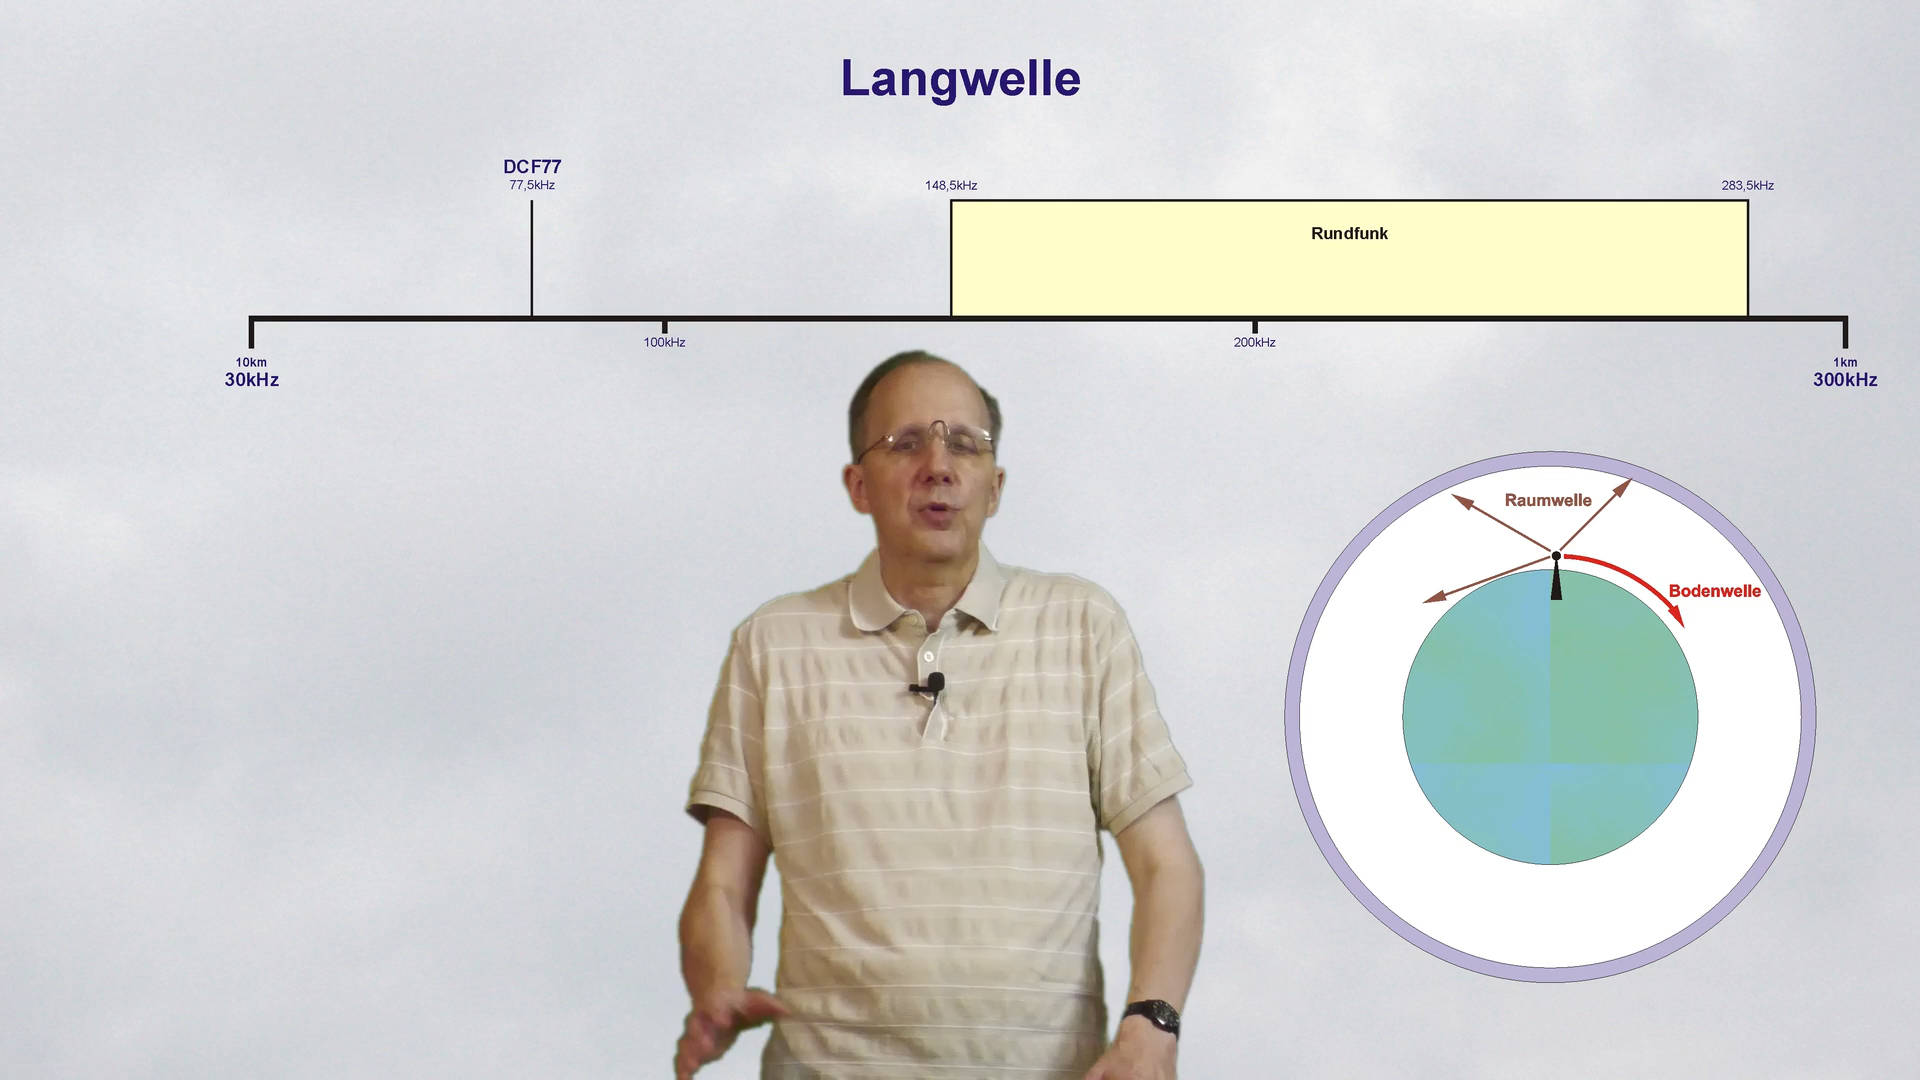 Langwelle
DCF77
77,5kHz
148,5kHz
283,5kHz
Rundfunk
100kHz
200kHz
10km
30kHz
1km
300kHz
Raumwelle
Bodenwelle